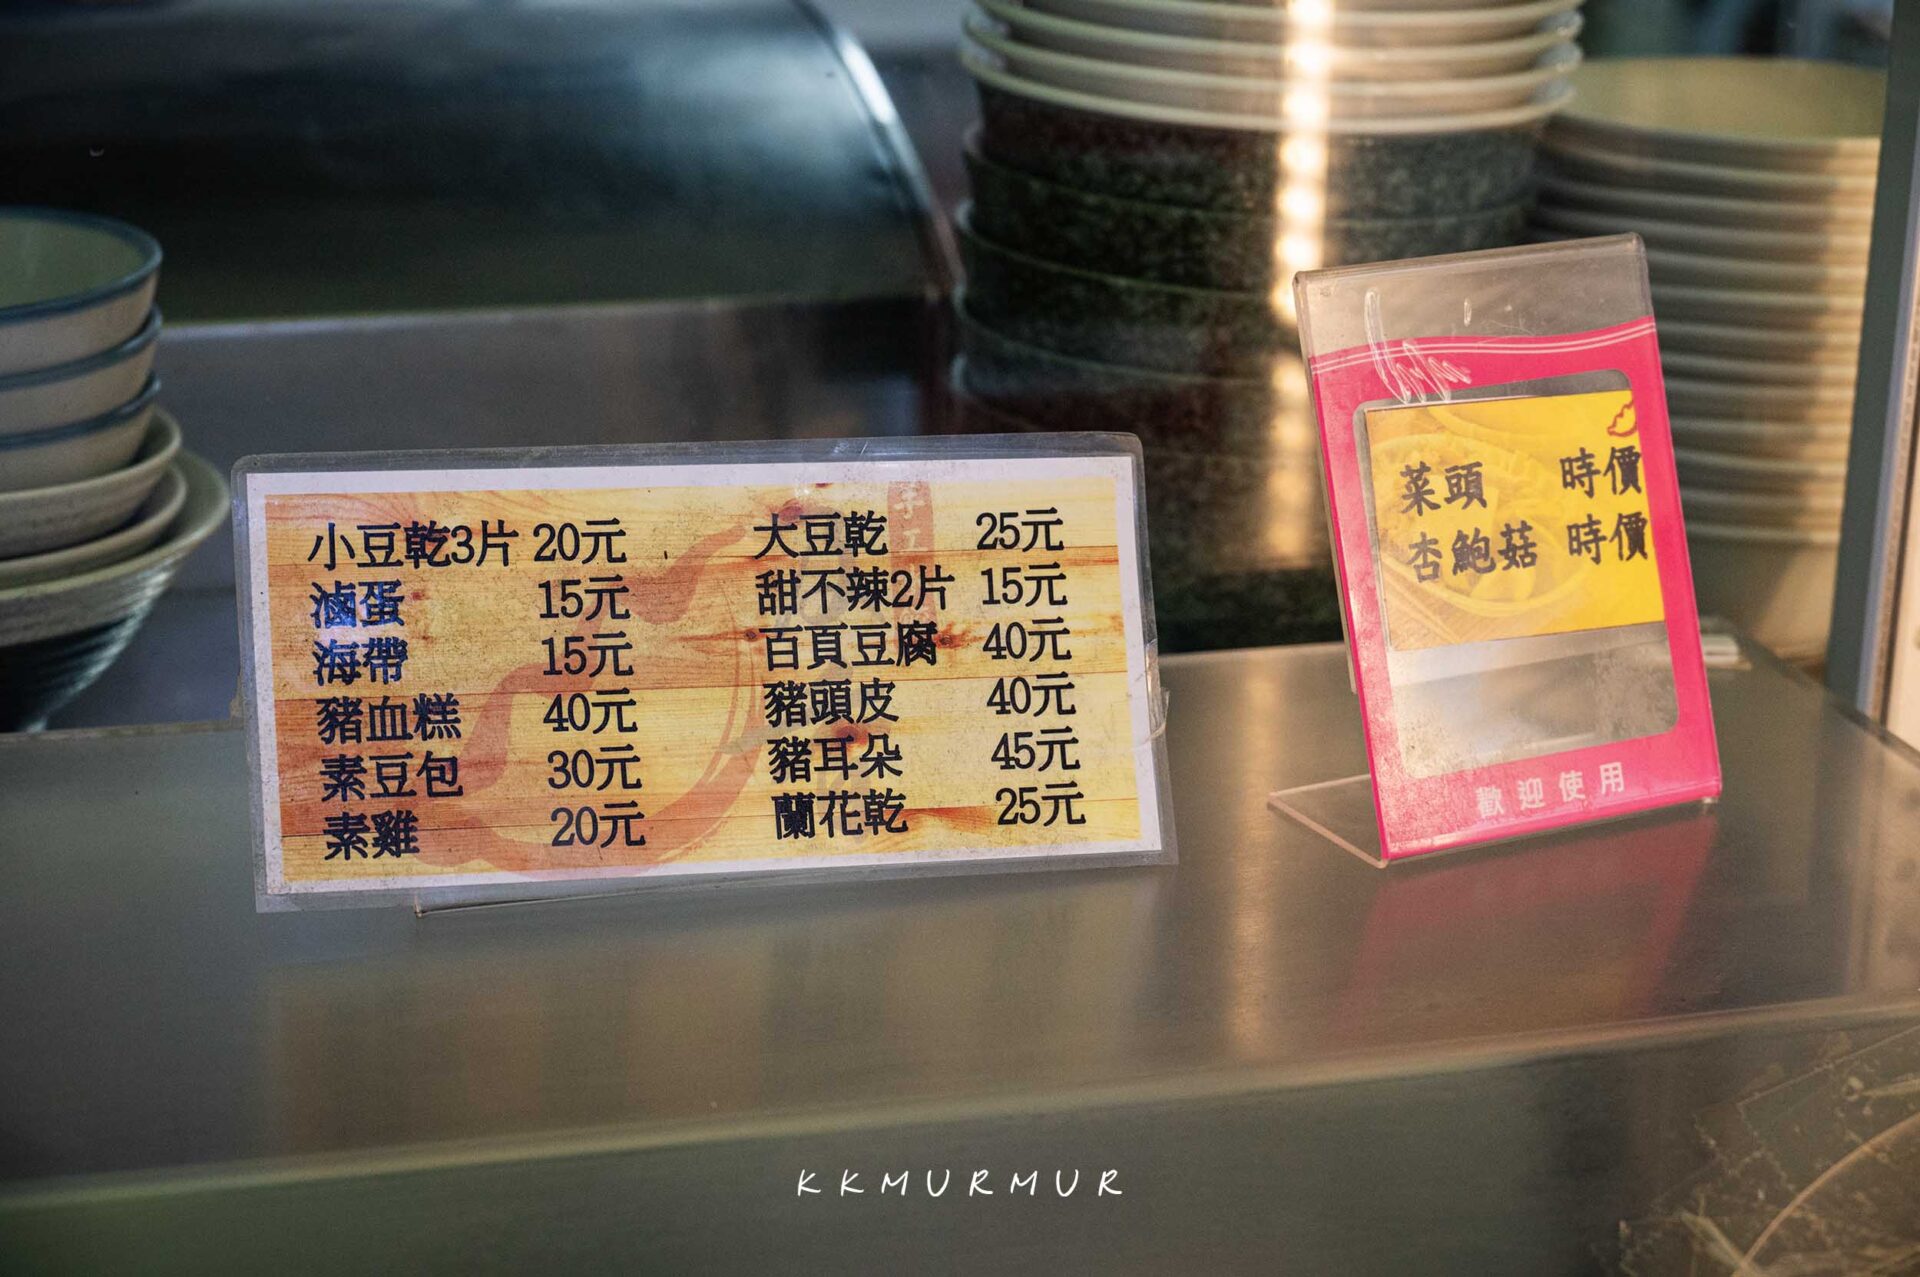 小豆乾3片 20元
滷蛋 15元
海帶 15元
豬血糕 40元
素豆包 30元
素雞 20元
大豆乾 25元
甜不辣2片 15元
百頁豆腐 40元
豬頭皮 40元
豬耳朵 45元
蘭花乾 25元
手工
菜頭 時價
杏鮑菇 時價
歡迎使用
KKMURMUR